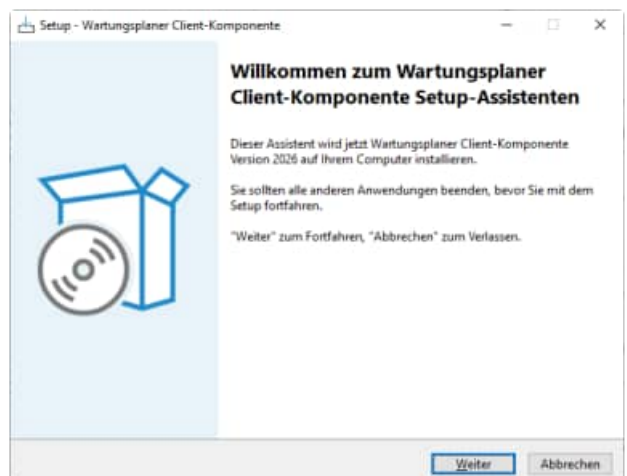 Setup - Wartungsplaner Client-Komponente
Willkommen zum Wartungsplaner
Client-Komponente Setup-Assistenten
Dieser Assistent wird jetzt Wartungsplaner Client-Komponente
Version 2026 auf Ihrem Computer installieren.
Sie sollten alle anderen Anwendungen beenden, bevor Sie mit dem
Setup fortfahren.
"Weiter" zum Fortfahren, "Abbrechen" zum Verlassen.
Weiter Abbrechen